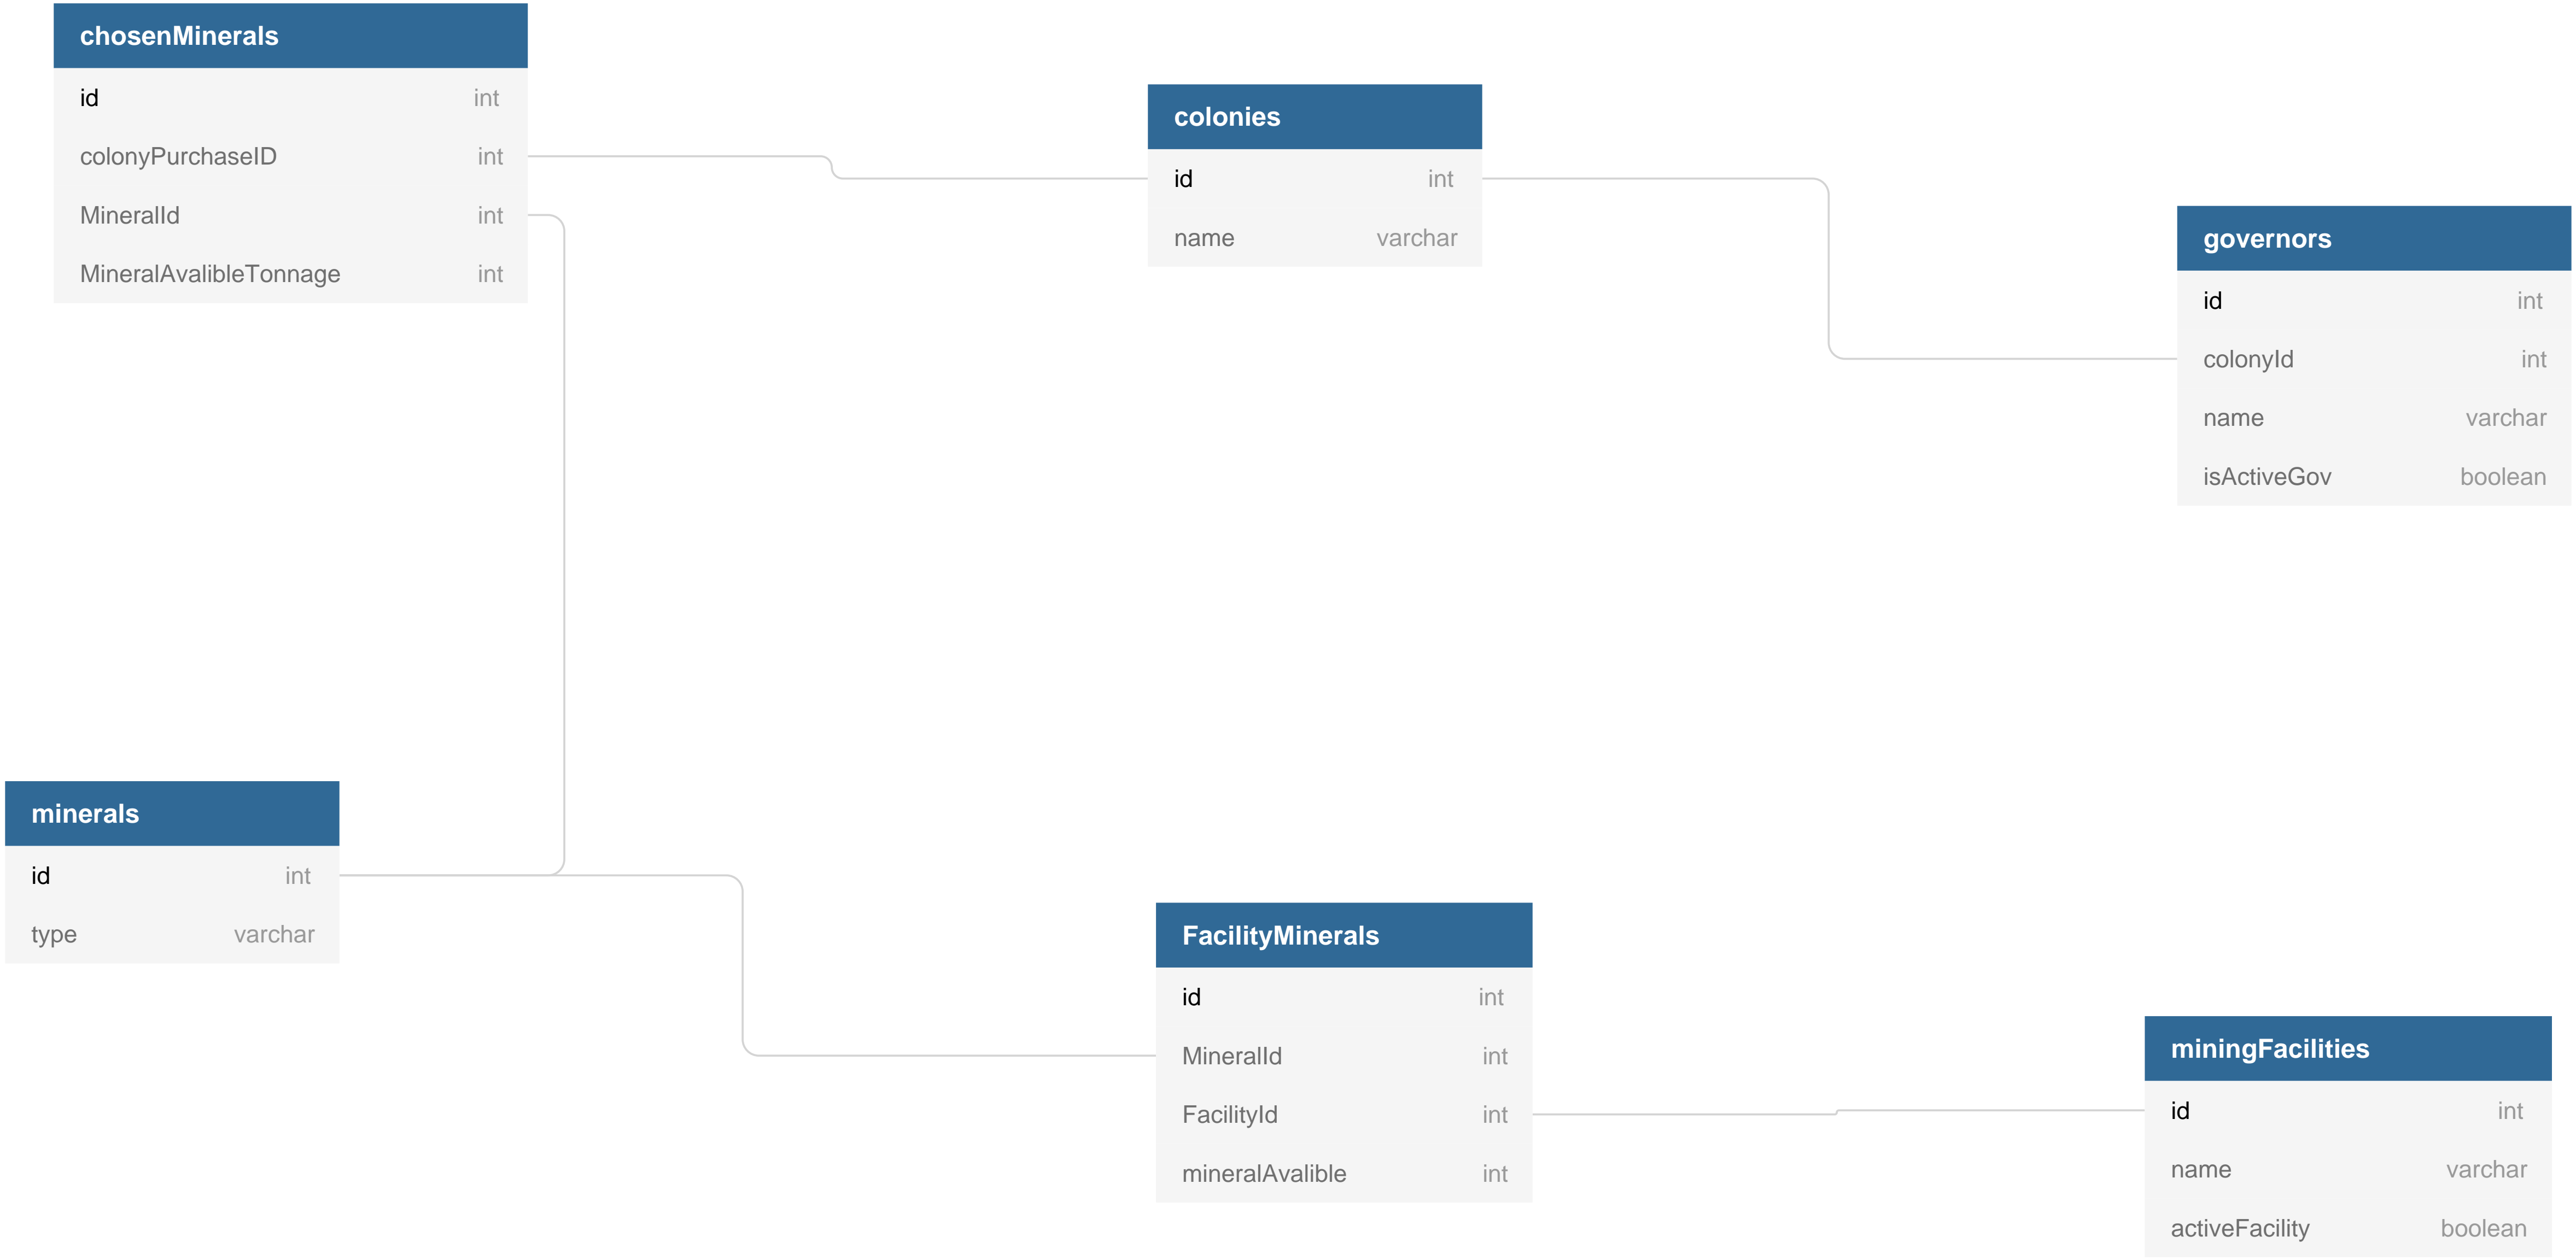 chosenMinerals
id int
colonyPurchaseID int
MineralId int
MineralAvalibleTonnage int
colonies
id int
name varchar
governors
id int
colonyId int
name varchar
isActiveGov boolean
minerals
id int
type varchar
FacilityMinerals
id int
MineralId int
FacilityId int
mineralAvalible int
miningFacilities
id int
name varchar
activeFacility boolean